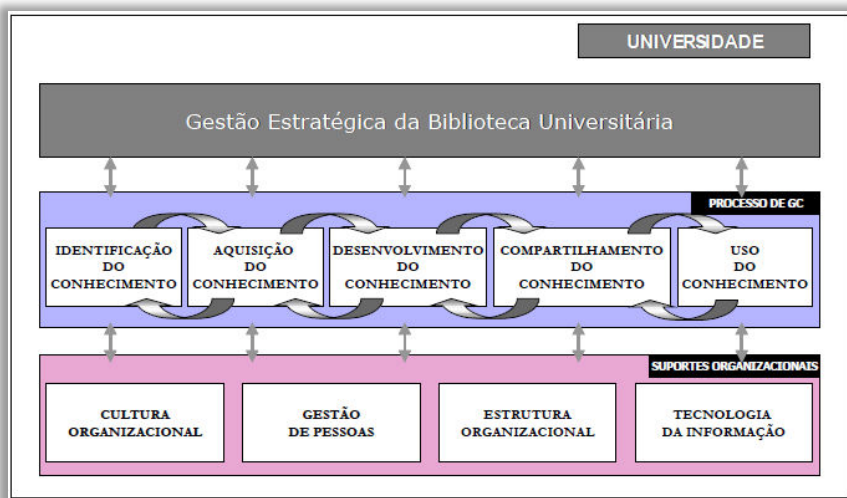 UNIVERSIDADE
Gestão Estratégica da Biblioteca Universitária
PROCESSO DE GC
IDENTIFICAÇÃO
DO
CONHECIMENTO
AQUISIÇÃO
DO
CONHECIMENTO
DESENVOLVIMENTO
DO
CONHECIMENTO
COMPARTILHAMENTO
DO
CONHECIMENTO
USO
DO
CONHECIMENTO
SUPORTES ORGANIZACIONAIS
CULTURA
ORGANIZACIONAL
GESTÃO
DE PESSOAS
ESTRUTURA
ORGANIZACIONAL
TECNOLOGIA
DA INFORMAÇÃO